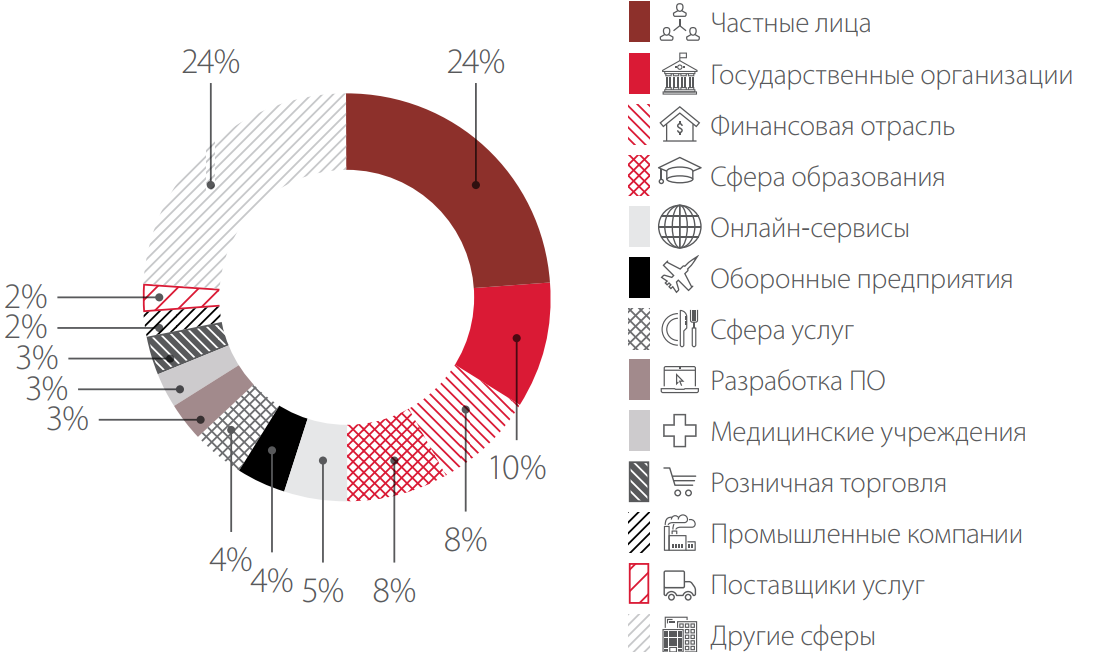 24%
24%
2%
2%
3%
3%
3%
10%
8%
4%
4%
5%
8%
Частные лица
Государственные организации
Финансовая отрасль
Сфера образования
Онлайн-сервисы
Оборонные предприятия
Сфера услуг
Разработка ПО
Медицинские учреждения
Розничная торговля
Промышленные компании
Поставщики услуг
Другие сферы